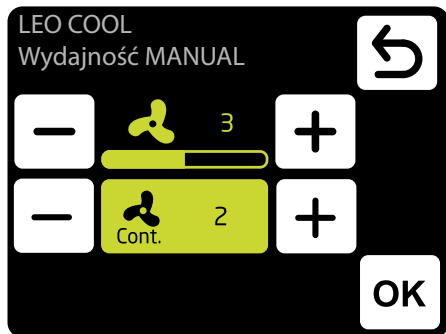 LEO COOL
Wydajność MANUAL
− 3 +
− Cont. 2 +
OK